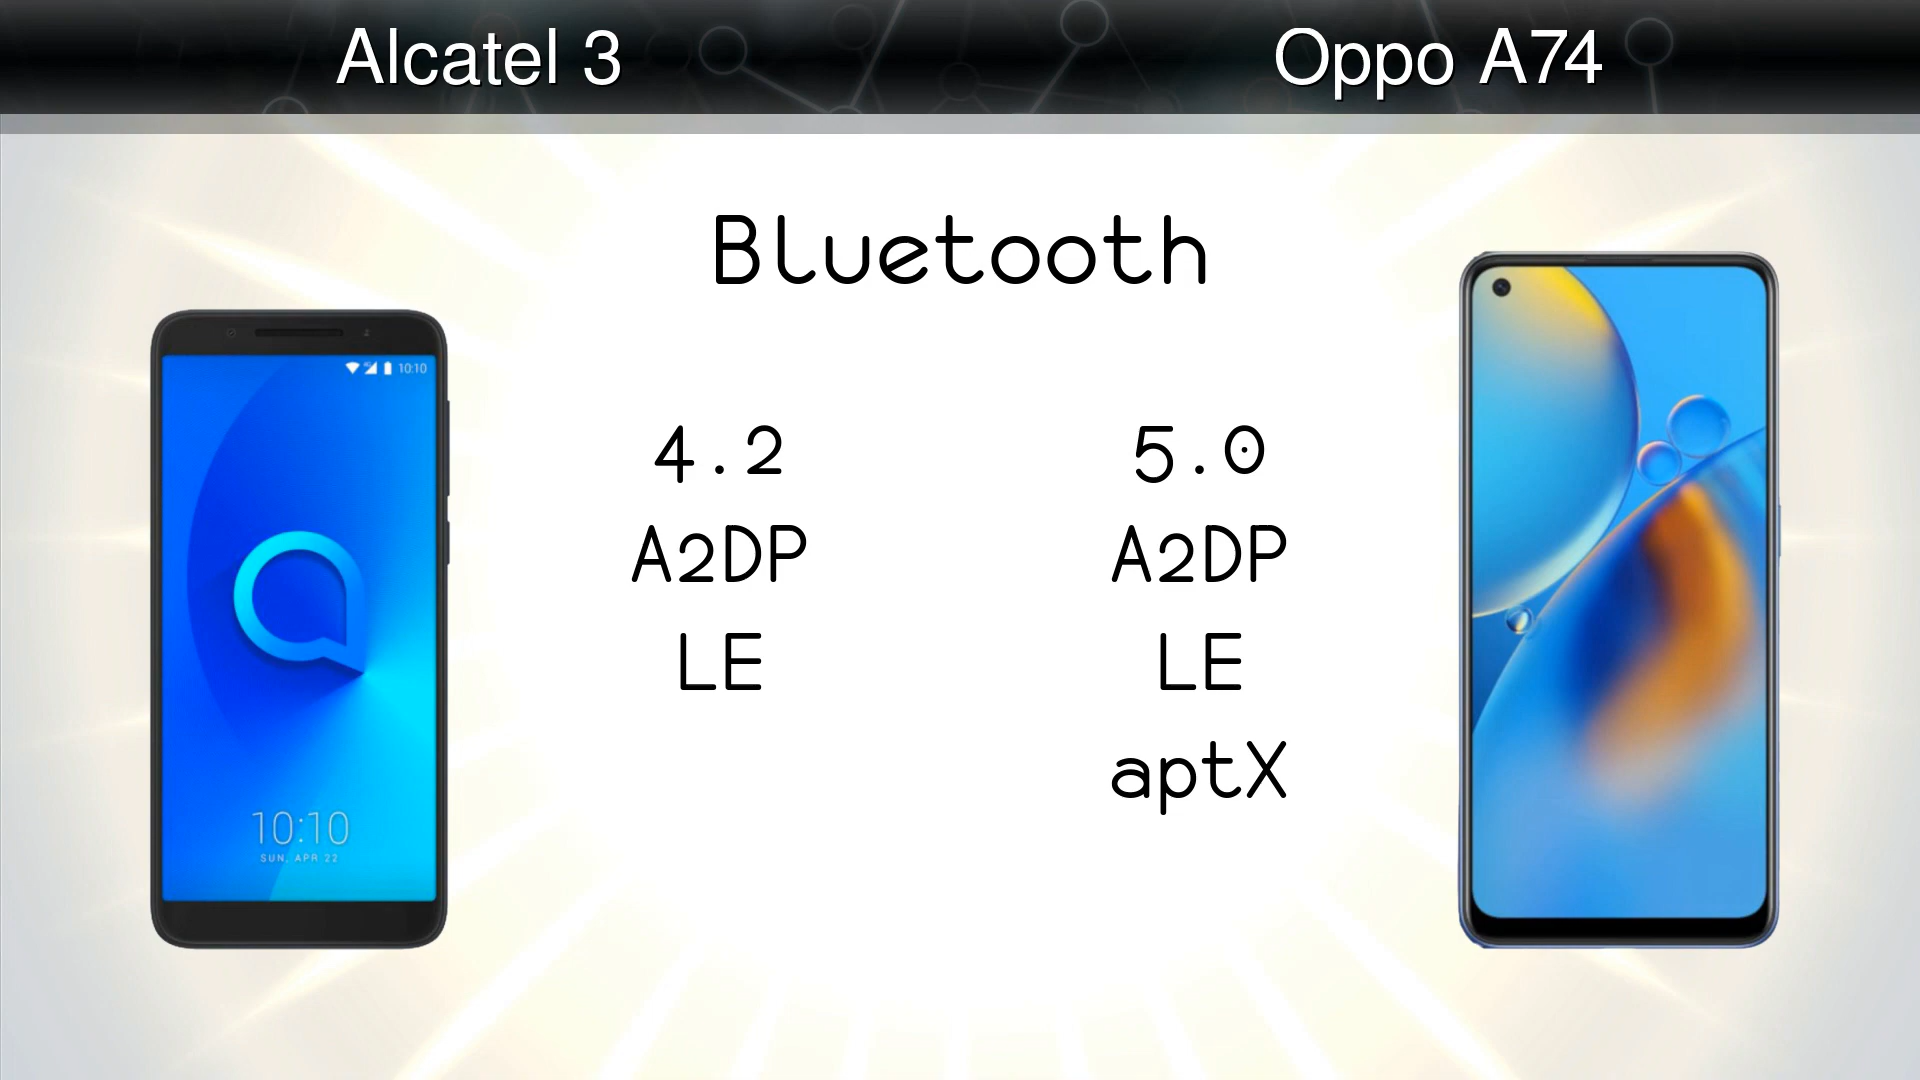 Alcatel 3
Oppo A74
Bluetooth
4.2
5.0
A2DP
A2DP
LE
LE
aptX
10:10
10:10
SUN, APR 22